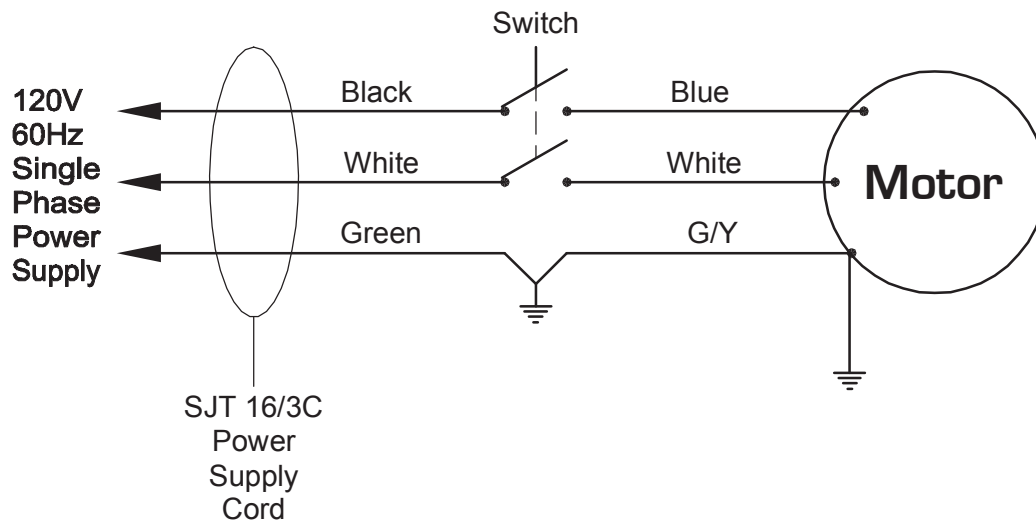 Switch
120V
60Hz
Single
Phase
Power
Supply
Black
Blue
White
White
Green
G/Y
Motor
SJT 16/3C
Power
Supply
Cord